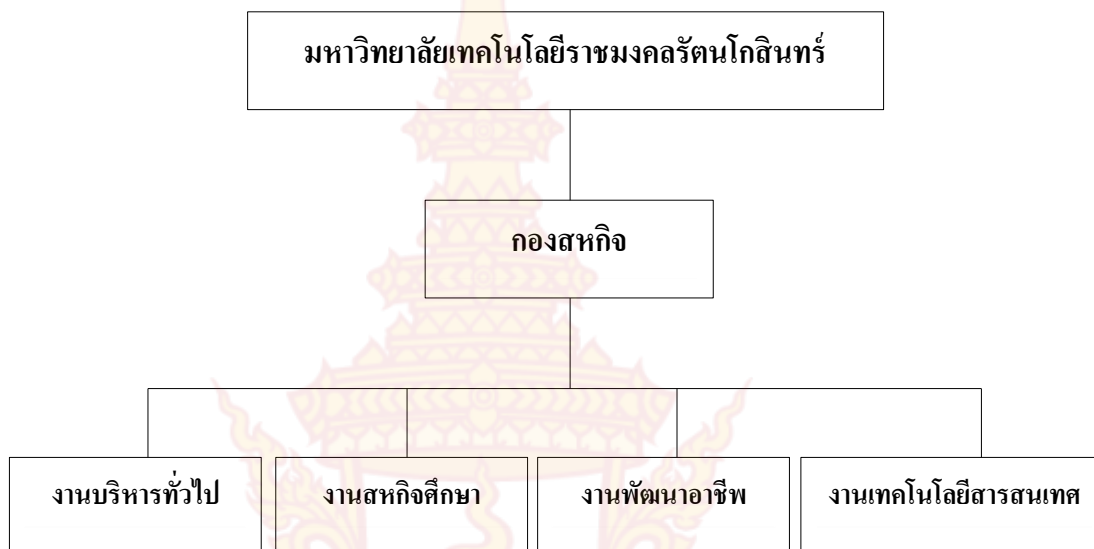 มหาวิทยาลัยเทคโนโลยีราชมงคลรัตนโกสินทร์
กองสหกิจ
งานบริหารทั่วไป
งานสหกิจศึกษา
งานพัฒนาอาชีพ
งานเทคโนโลยีสารสนเทศ